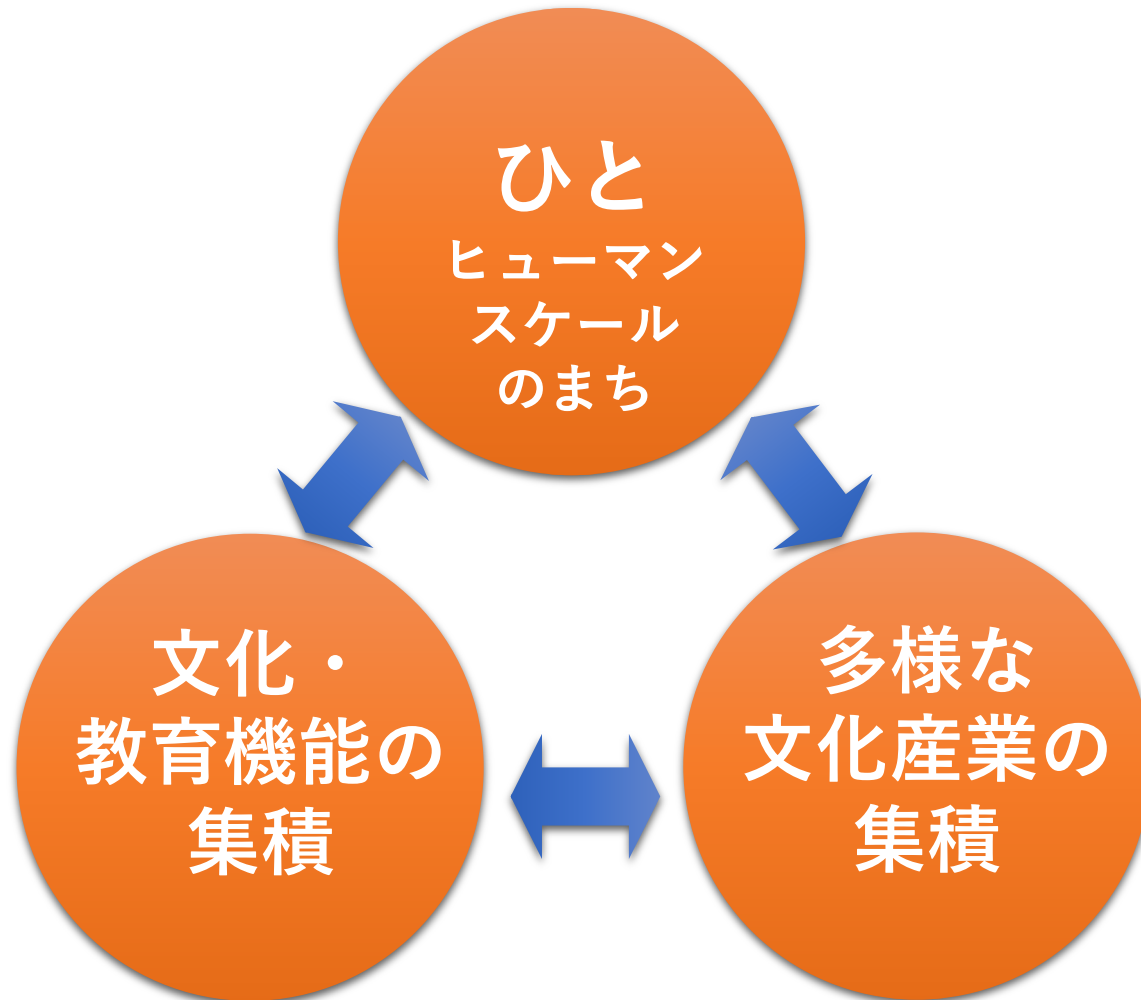 ひと
ヒューマン
スケール
のまち
文化・
教育機能の
集積
多様な
文化産業の
集積